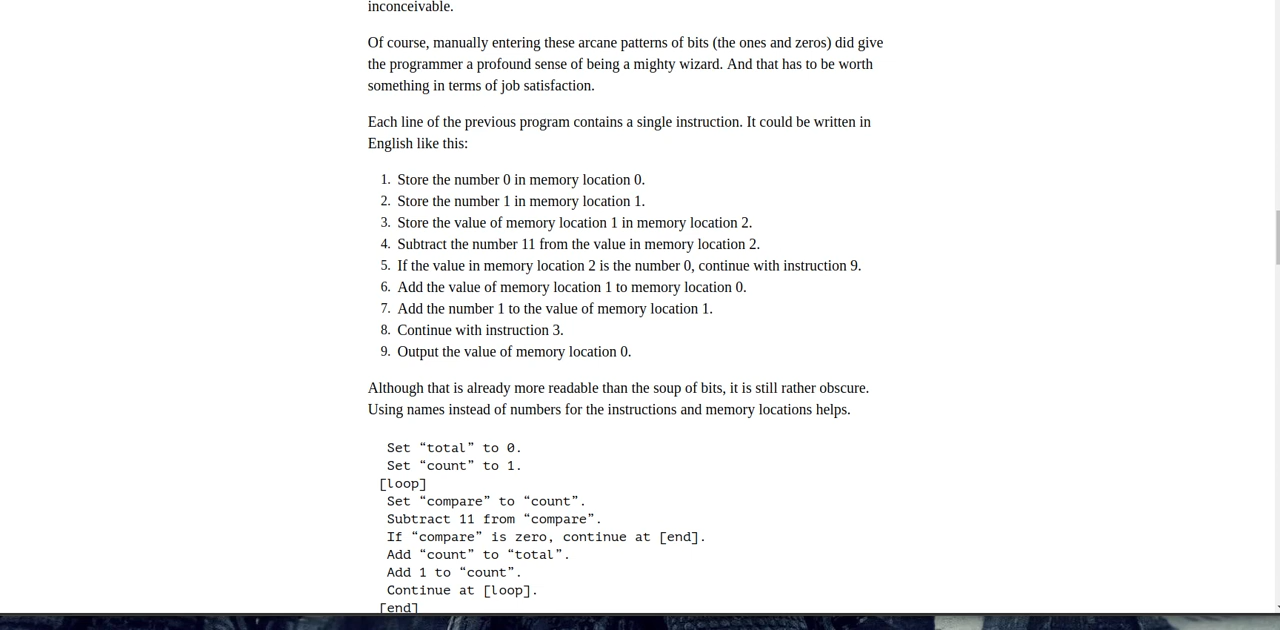 inconceivable.
Of course, manually entering these arcane patterns of bits (the ones and zeros) did give
the programmer a profound sense of being a mighty wizard. And that has to be worth
something in terms of job satisfaction.
Each line of the previous program contains a single instruction. It could be written in
English like this:
1. Store the number 0 in memory location 0.
2. Store the number 1 in memory location 1.
3. Store the value of memory location 1 in memory location 2.
4. Subtract the number 11 from the value in memory location 2.
5. If the value in memory location 2 is the number 0, continue with instruction 9.
6. Add the value of memory location 1 to memory location 0.
7. Add the number 1 to the value of memory location 1.
8. Continue with instruction 3.
9. Output the value of memory location 0.
Although that is already more readable than the soup of bits, it is still rather obscure.
Using names instead of numbers for the instructions and memory locations helps.
Set “total” to 0.
Set “count” to 1.
[loop]
Set “compare” to “count”.
Subtract 11 from “compare”.
If “compare” is zero, continue at [end].
Add “count” to “total”.
Add 1 to “count”.
Continue at [loop].
[end]